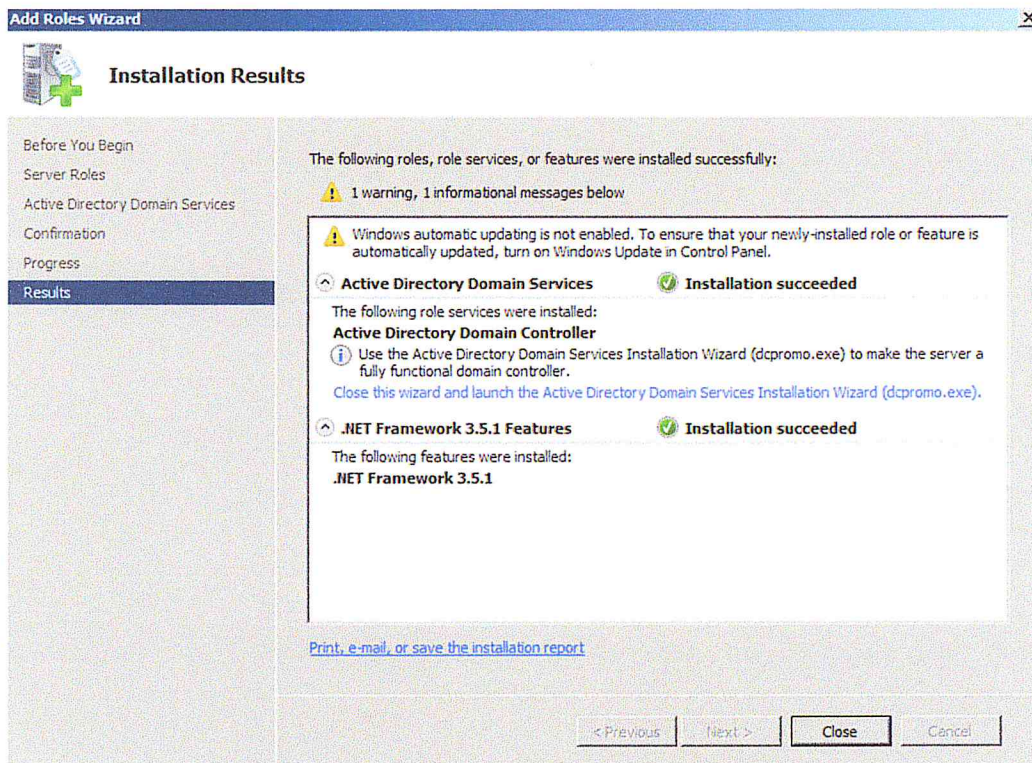 Add Roles Wizard
Installation Results
Before You Begin
Server Roles
Active Directory Domain Services
Confirmation
Progress
Results
The following roles, role services, or features were installed successfully:
1 warning, 1 informational messages below
Windows automatic updating is not enabled. To ensure that your newly-installed role or feature is
automatically updated, turn on Windows Update in Control Panel.
Active Directory Domain Services Installation succeeded
The following role services were installed:
Active Directory Domain Controller
Use the Active Directory Domain Services Installation Wizard (dcpromo.exe) to make the server a
fully functional domain controller.
Close this wizard and launch the Active Directory Domain Services Installation Wizard (dcpromo.exe).
.NET Framework 3.5.1 Features Installation succeeded
The following features were installed:
.NET Framework 3.5.1
Print, e-mail, or save the installation report
< Previous Next > Close Cancel